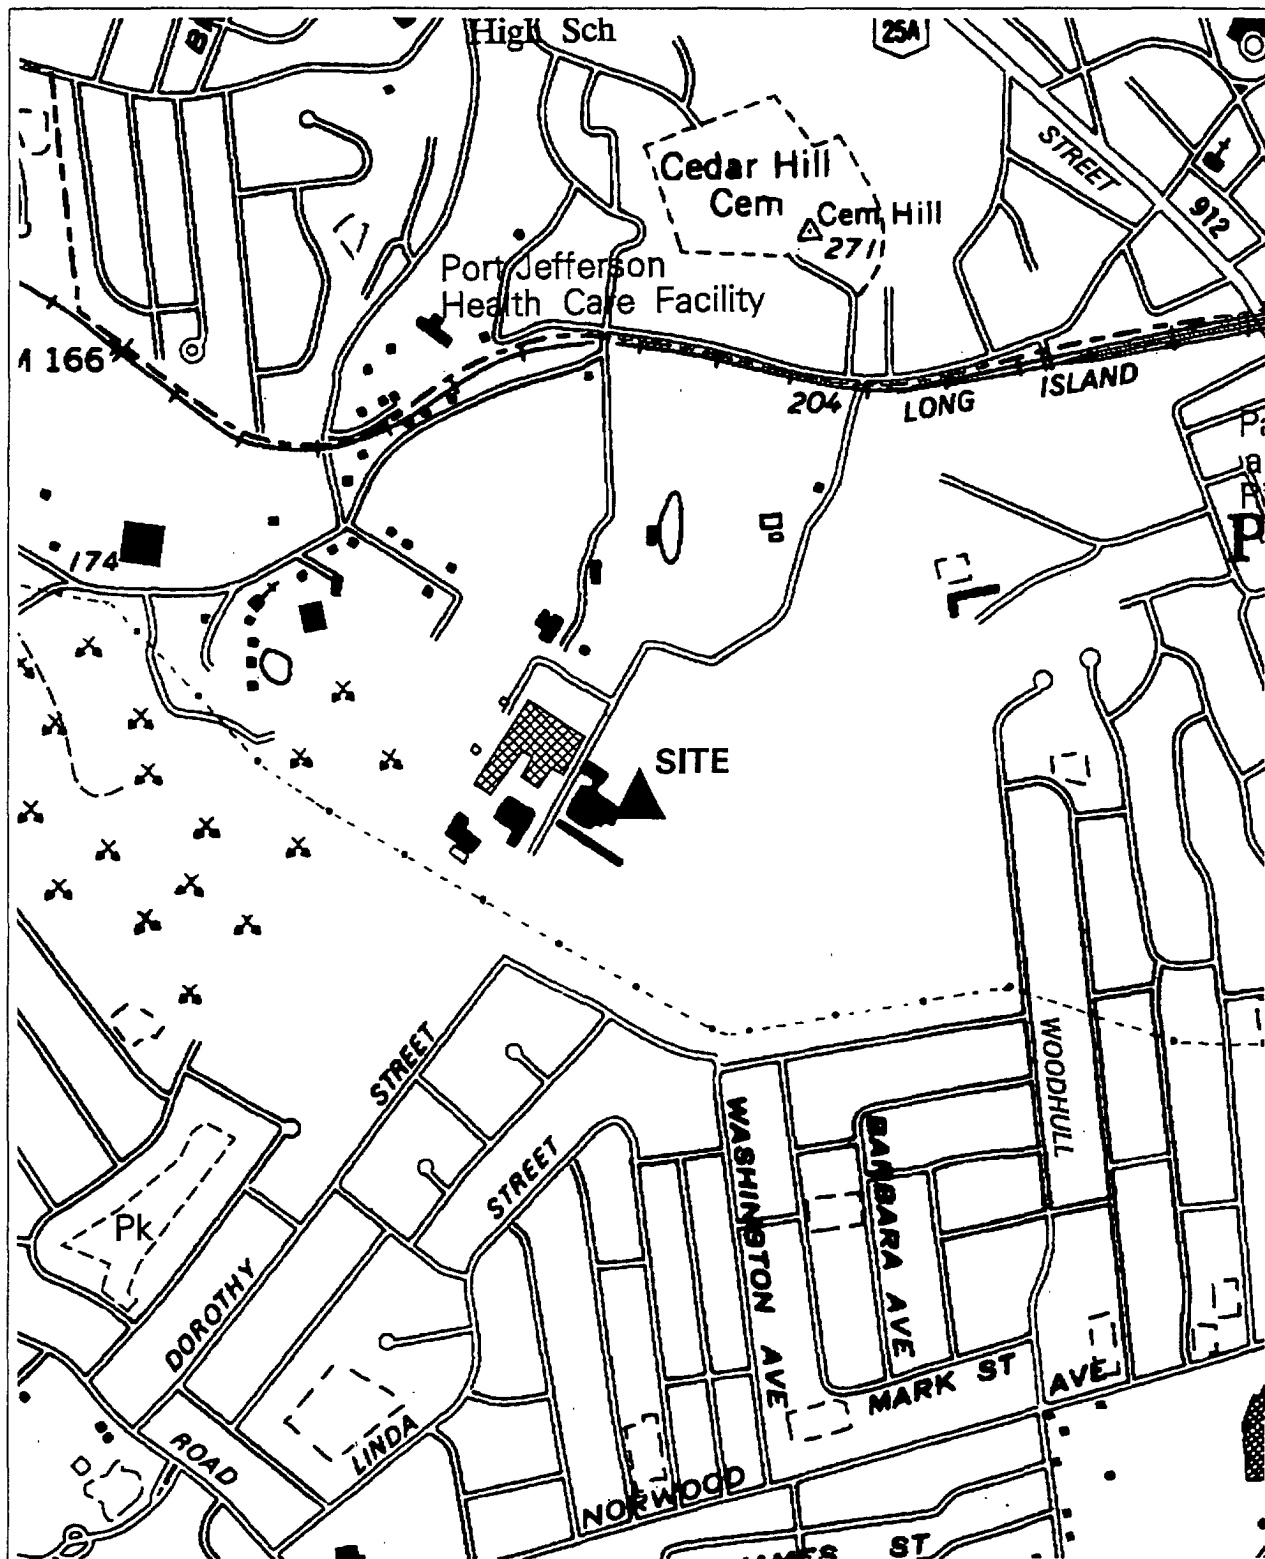 High Sch
25A
STREET
912
Cedar Hill
Cem
Cem Hill
271
Port Jefferson
Health Care Facility
166
204
LONG
ISLAND
174
P
SITE
STREET
WOODHULL
STREET
WASHINGTON AVE
BARBARA AVE
Pk
DOROTHY
MARK ST
AVE
LINDA
ROAD
NORWOOD
ST